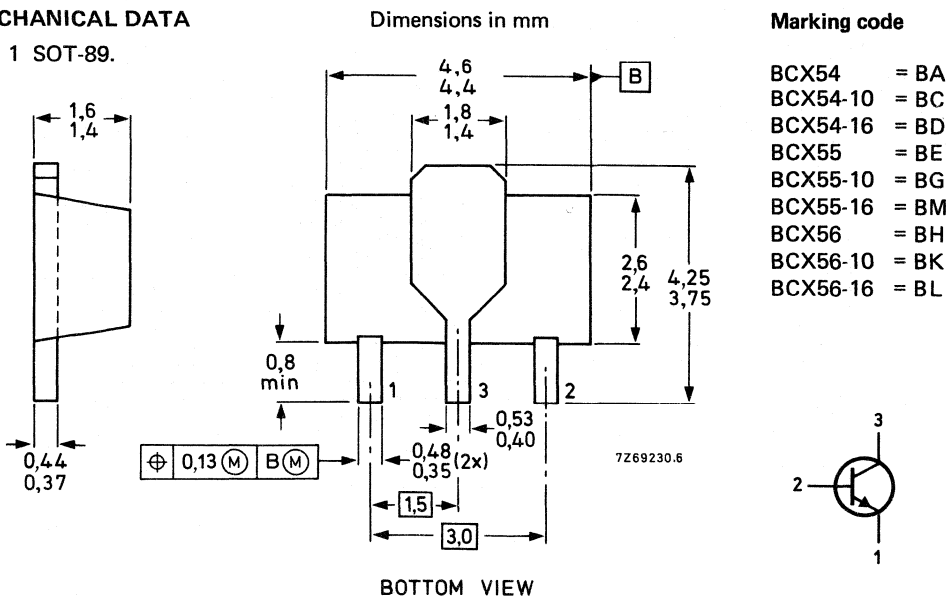 CHANICAL DATA
1 SOT-89.
Dimensions in mm
Marking code
BCX54 = BA
BCX54-10 = BC
BCX54-16 = BD
BCX55 = BE
BCX55-10 = BG
BCX55-16 = BM
BCX56 = BH
BCX56-10 = BK
BCX56-16 = BL
4,6
4,4
B
1,6
1,4
1,8
1,4
2,6
2,4
4,25
3,75
0,8
min
1
3
2
0,53
0,40
0,44
0,37
⌖ 0,13 Ⓜ B Ⓜ
0,48
0,35 (2x)
7Z69230.6
1,5
3,0
BOTTOM VIEW
3
2
1